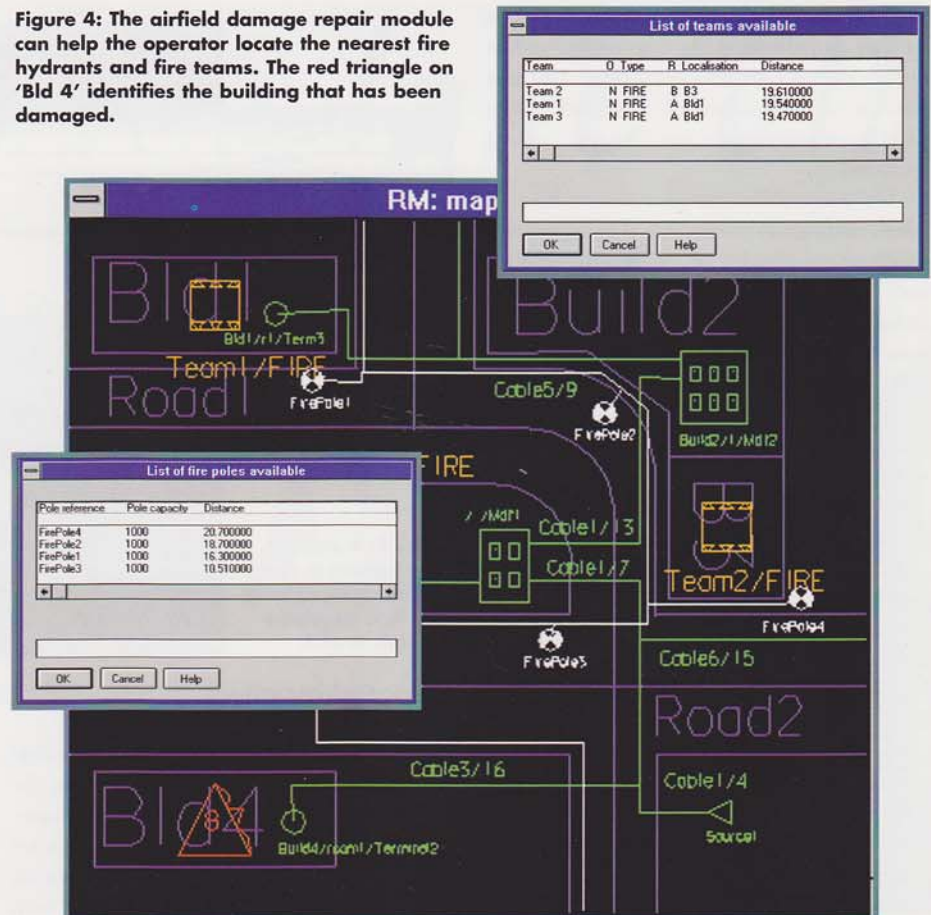 Figure 4: The airfield damage repair module
can help the operator locate the nearest fire
hydrants and fire teams. The red triangle on
'Bld 4' identifies the building that has been
damaged.
List of teams available
Team O Type R Localisation Distance
Team 2 N FIRE B B3 19.610000
Team 1 N FIRE A Bld1 19.540000
Team 3 N FIRE A Bld1 19.470000
OK Cancel Help
RM: map
Bld1
Build2
Bld1/r1/Term3
Team1/FIRE
Road1
FirePole1
Cable5/9
FirePole2
Build2/1/Mdf2
FIRE
List of fire poles available
Pole reference Pole capacity Distance
FirePole4 1000 20.700000
FirePole2 1000 18.700000
FirePole1 1000 16.300000
FirePole3 1000 10.510000
OK Cancel Help
/ /Mdf1
Cable1/13
Cable1/7
Team2/FIRE
FirePole4
FirePole3
Cable6/15
Road2
Cable3/16
Cable1/4
Bld4
Build4/room1/Terminal2
Source1